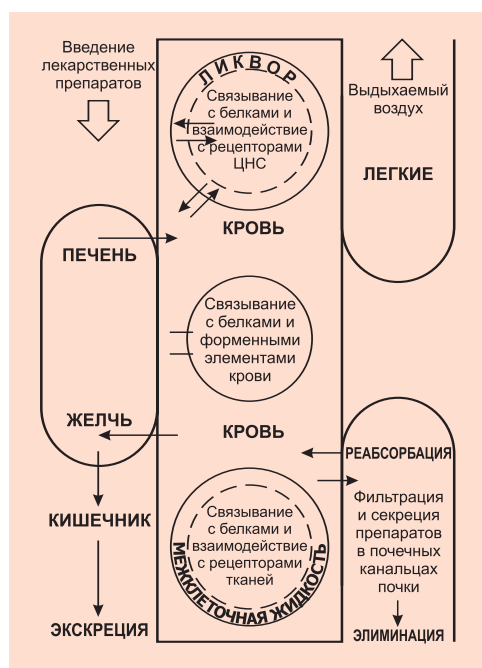 Введение
лекарственных
препаратов
ЛИКВОР
Связывание
с белками и
взаимодействие
с рецепторами
ЦНС
Выдыхаемый
воздух
ЛЕГКИЕ
КРОВЬ
ПЕЧЕНЬ
Связывание
с белками и
форменными
элементами
крови
ЖЕЛЧЬ
КРОВЬ
РЕАБСОРБАЦИЯ
КИШЕЧНИК
Связывание
с белками и
взаимодействие
с рецепторами
тканей
МЕЖКЛЕТОЧНАЯ ЖИДКОСТЬ
Фильтрация
и секреция
препаратов
в почечных
канальцах
почки
ЭКСКРЕЦИЯ
ЭЛИМИНАЦИЯ